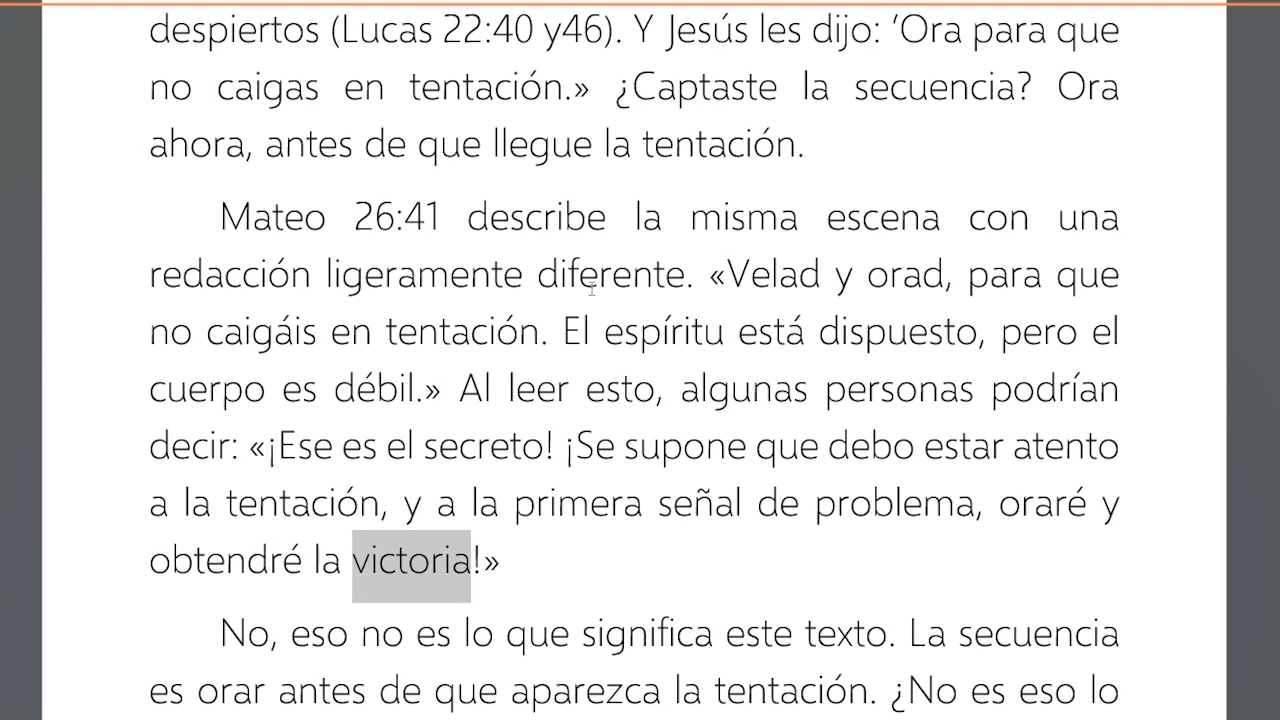 despiertos (Lucas 22:40 y46). Y Jesús les dijo: ‘Ora para que
no caigas en tentación.» ¿Captaste la secuencia? Ora
ahora, antes de que llegue la tentación.
Mateo 26:41 describe la misma escena con una
redacción ligeramente diferente. «Velad y orad, para que
no caigáis en tentación. El espíritu está dispuesto, pero el
cuerpo es débil.» Al leer esto, algunas personas podrían
decir: «¡Ese es el secreto! ¡Se supone que debo estar atento
a la tentación, y a la primera señal de problema, oraré y
obtendré la victoria!»
No, eso no es lo que significa este texto. La secuencia
es orar antes de que aparezca la tentación. ¿No es eso lo